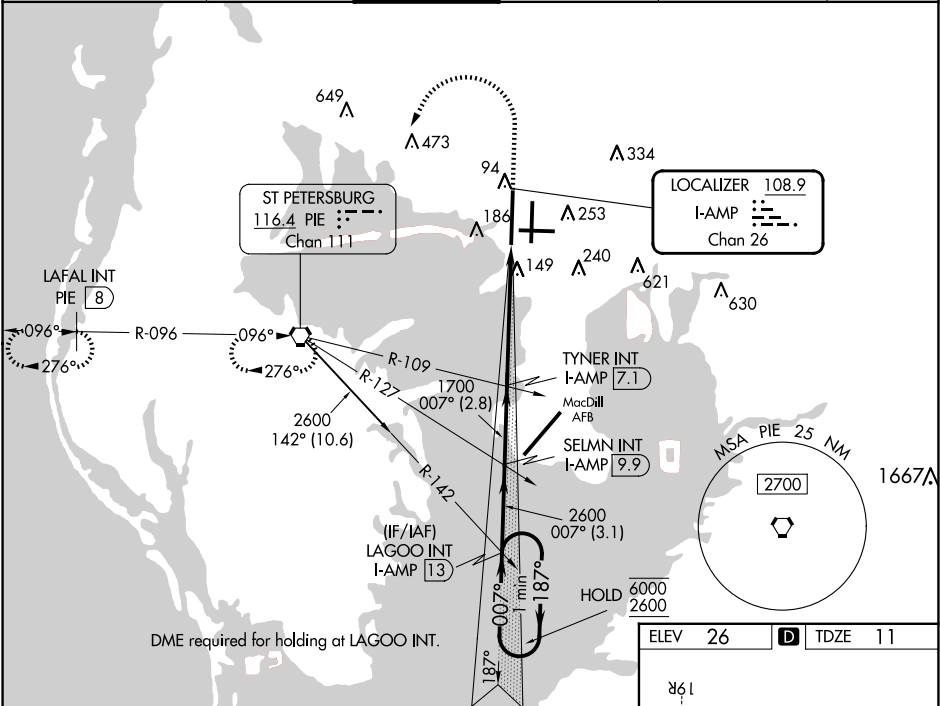 649
473
94
334
ST PETERSBURG
116.4 PIE
Chan 111
186
253
LOCALIZER 108.9
I-AMP
Chan 26
149
240
621
630
LAFAL INT
PIE 8
096°
R-096
096°
276°
276°
R-109
R-127
1700
007° (2.8)
TYNER INT
I-AMP 7.1
MacDill
AFB
2600
142° (10.6)
R-142
SELMN INT
I-AMP 9.9
MSA PIE 25 NM
2700
1667
2600
007° (3.1)
(IF/IAF)
LAGOO INT
I-AMP 13
007°
1 min
187°
HOLD 6000
2600
DME required for holding at LAGOO INT.
187°
ELEV 26 D TDZE 11
19R